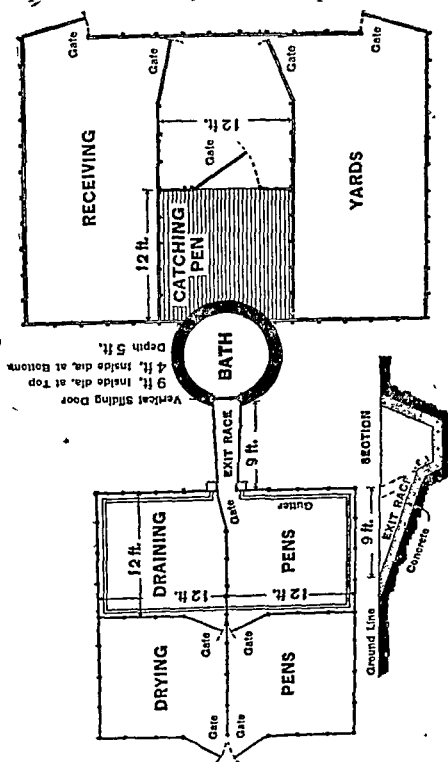 Gate
Gate
Gate
Gate
RECEIVING
12 ft.
Gate
YARDS
12 ft.
CATCHING
PEN
BATH
Depth 5 ft.
4 ft. Inside dia. at Bottom
9 ft. Inside dia. at Top
Vertical Sliding Door
EXIT RACE
9 ft.
SECTION
EXIT RACE
9 ft.
Concrete
Ground Line
Gate
Gutter
DRAINING
PENS
12 ft.
12 ft.
12 ft.
Gate
Gate
DRYING
PENS
Gate
Gate